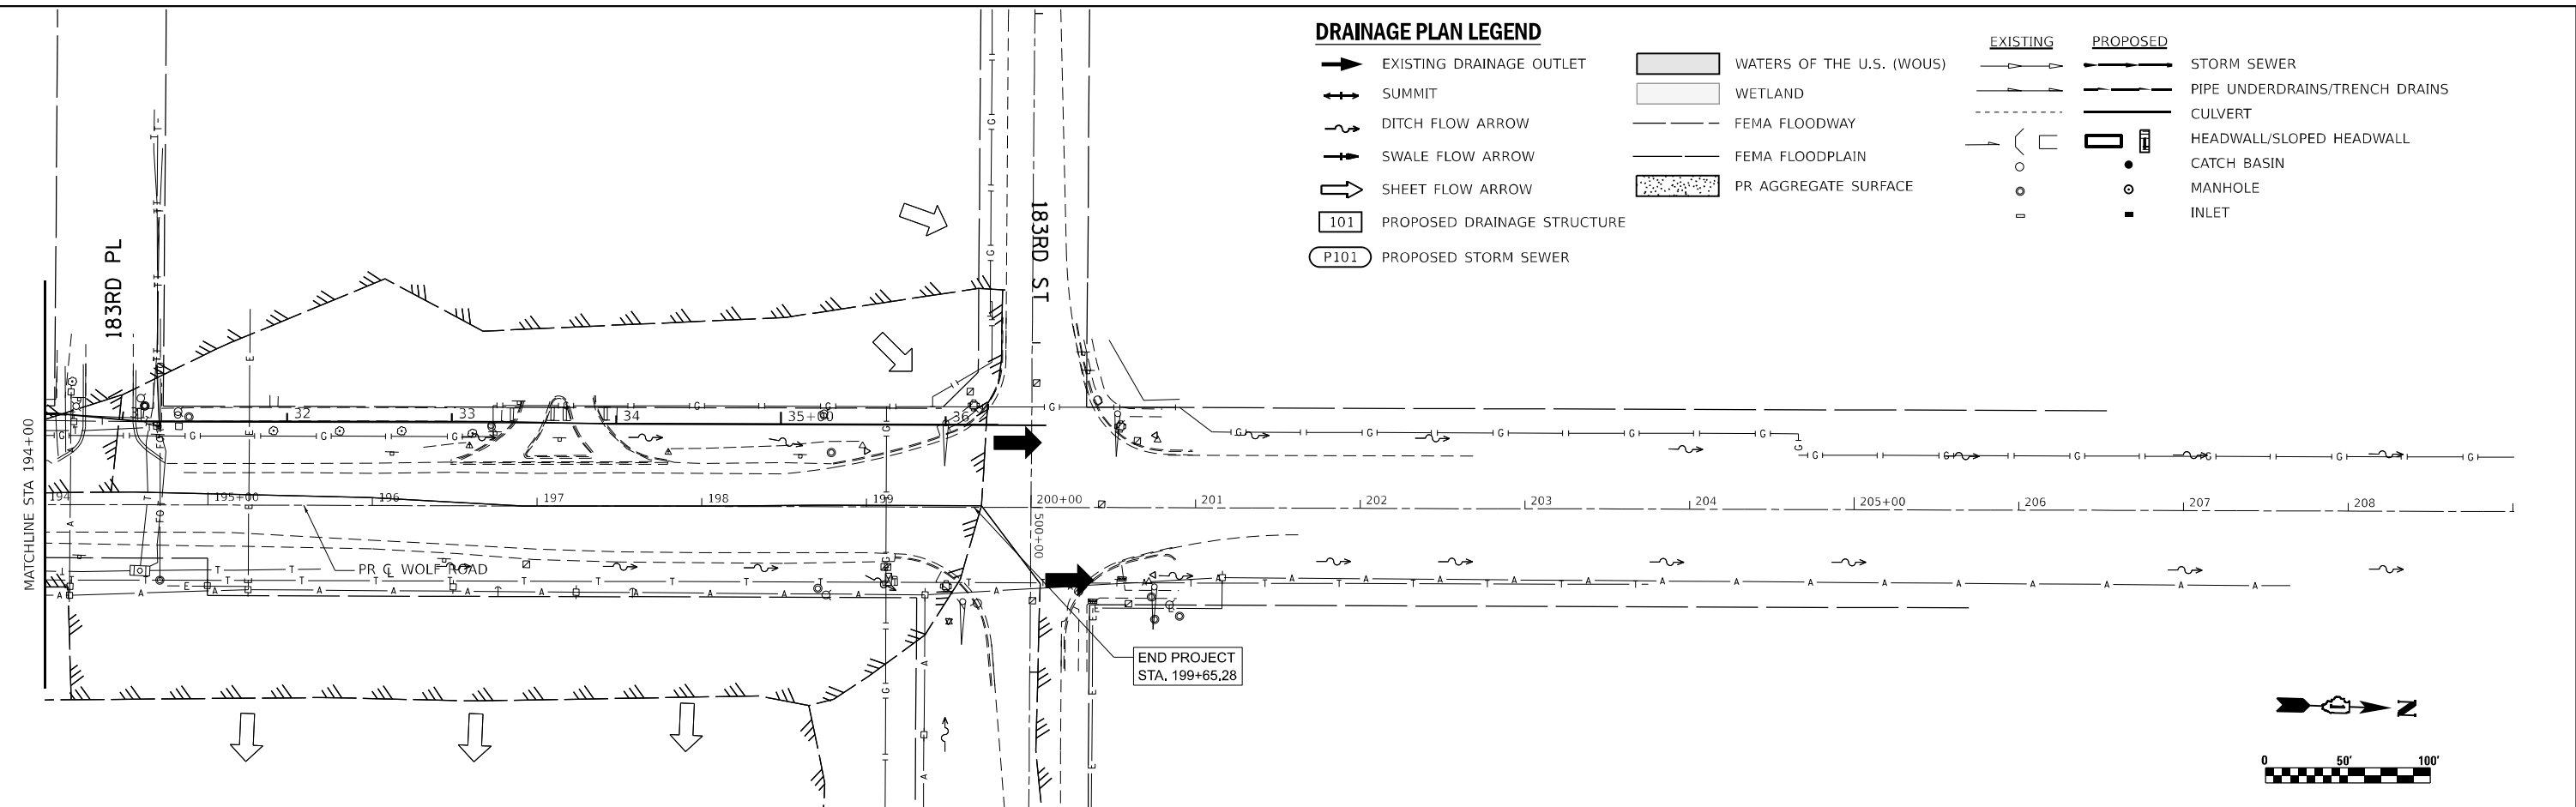 DRAINAGE PLAN LEGEND
EXISTING DRAINAGE OUTLET
SUMMIT
DITCH FLOW ARROW
SWALE FLOW ARROW
SHEET FLOW ARROW
101 PROPOSED DRAINAGE STRUCTURE
P101 PROPOSED STORM SEWER
WATERS OF THE U.S. (WOUS)
WETLAND
FEMA FLOODWAY
FEMA FLOODPLAIN
PR AGGREGATE SURFACE
EXISTING PROPOSED
STORM SEWER
PIPE UNDERDRAINS/TRENCH DRAINS
CULVERT
HEADWALL/SLOPED HEADWALL
CATCH BASIN
MANHOLE
INLET
183RD PL
183RD ST
MATCHLINE STA 194+00
32 33 34 35+00 36
194 195+00 196 197 198 199 200+00 201 202 203 204 205+00 206 207 208
500+00
PR ℄ WOLF ROAD
END PROJECT
STA. 199+65.28
N
0 50' 100'